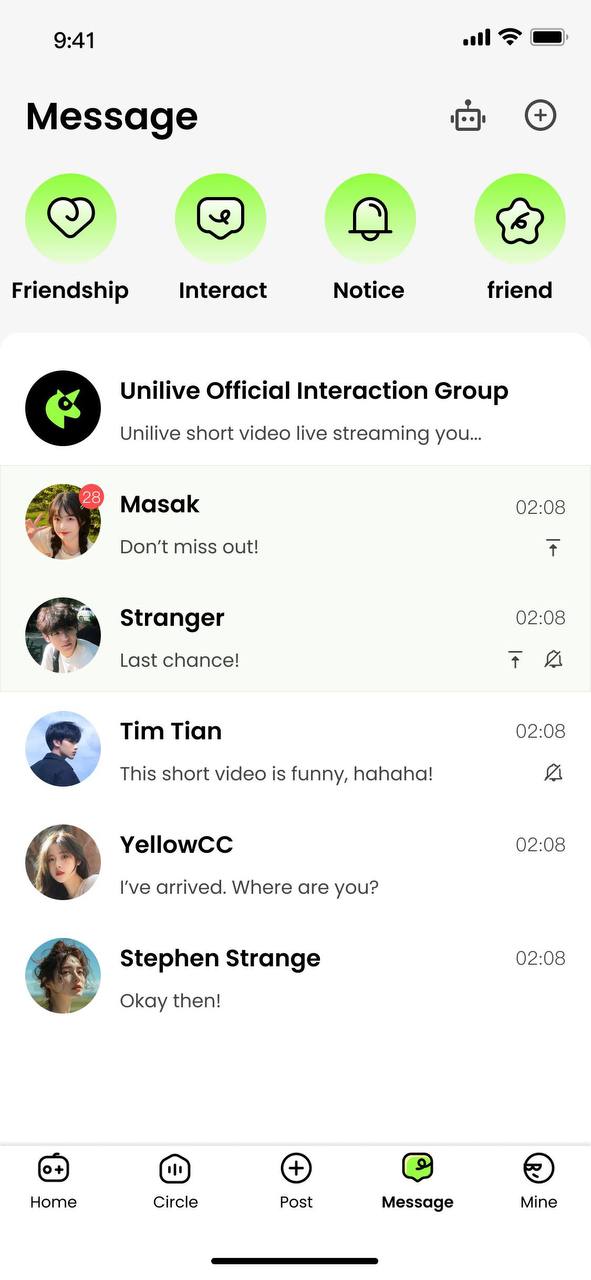 9:41
Message
Friendship Interact Notice friend
Unilive Official Interaction Group
Unilive short video live streaming you...
28
Masak 02:08
Don’t miss out!
Stranger 02:08
Last chance!
Tim Tian 02:08
This short video is funny, hahaha!
YellowCC 02:08
I’ve arrived. Where are you?
Stephen Strange 02:08
Okay then!
Home Circle Post Message Mine